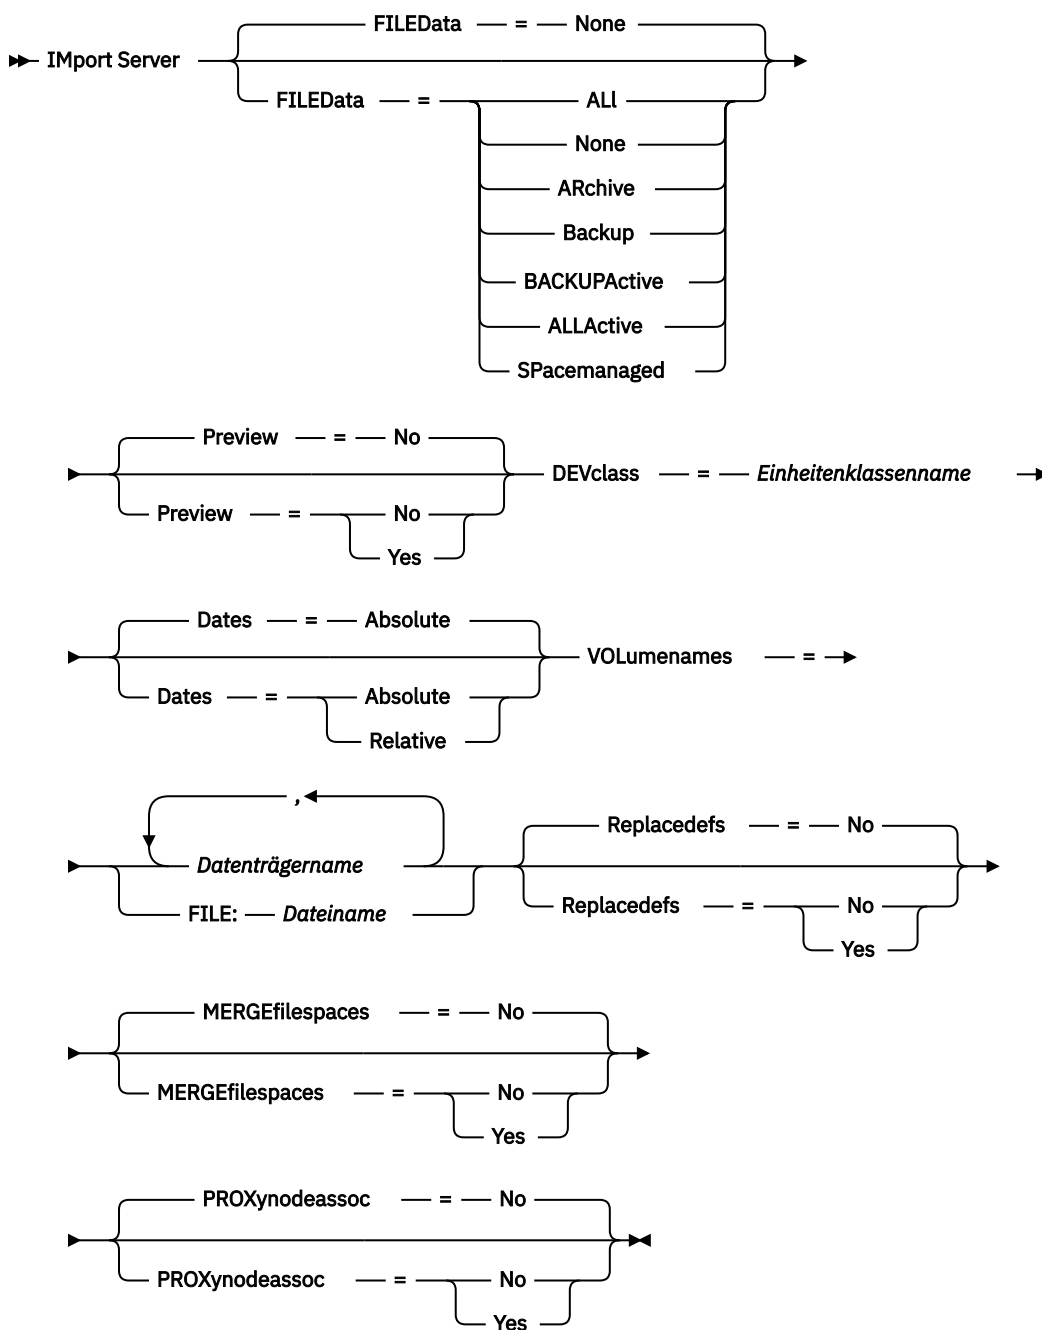 FILEData = None
IMport Server
FILEData = ALl
None
ARchive
Backup
BACKUPActive
ALLActive
SPacemanaged
Preview = No
DEVclass = Einheitenklassenname
Preview = No
Yes
Dates = Absolute
VOLumenames =
Dates = Absolute
Relative
,
Replacedefs = No
Datenträgername
Replacedefs = No
FILE: Dateiname
Yes
MERGEfilespaces = No
MERGEfilespaces = No
Yes
PROXynodeassoc = No
PROXynodeassoc = No
Yes